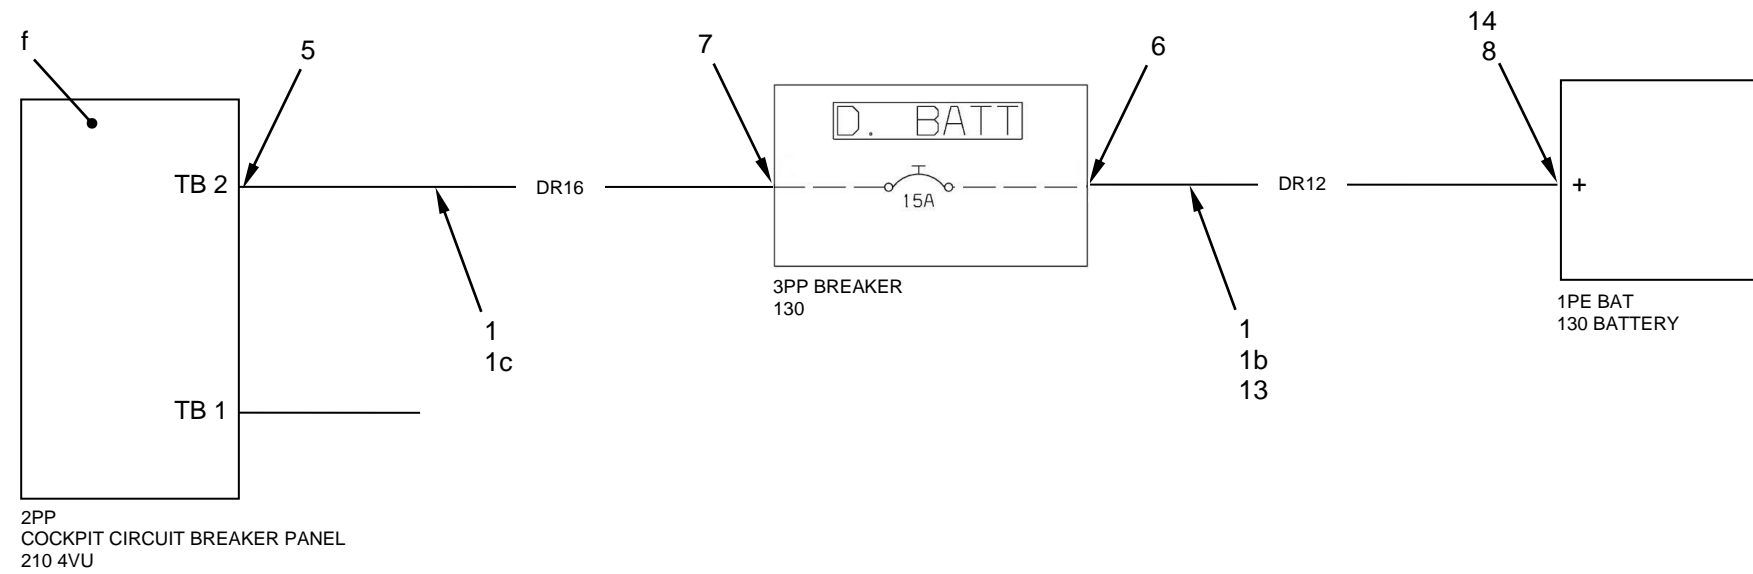 f
5
7
6
14
8
D. BATT
TB 2
DR16
15A
DR12
+
3PP BREAKER
130
1PE BAT
130 BATTERY
1
1c
1
1b
13
TB 1
2PP
COCKPIT CIRCUIT BREAKER PANEL
210 4VU